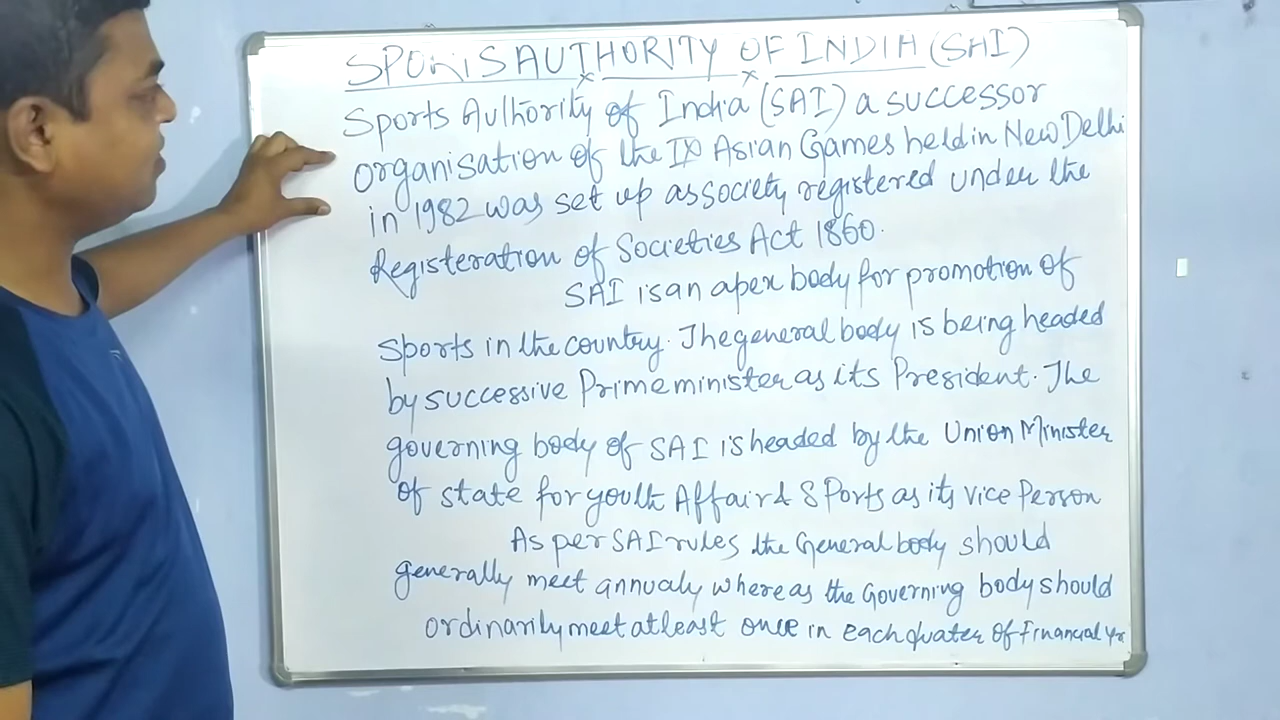 SPORTS AUTHORITY OF INDIA (SAI)
Sports Authority of India (SAI) a successor
organisation of the IX Asian Games held in New Delhi
in 1982 was set up as society registered under the
Registeration of Societies Act 1860.
SAI is an apex body for promotion of
sports in the country. The general body is being headed
by successive Prime minister as its President. The
governing body of SAI is headed by the Union Minister
of state for youth Affair & Sports as its vice Person
As per SAI rules the General body should
generally meet annualy where as the Governing body should
ordinarily meet atleast once in each quater of Financial yr